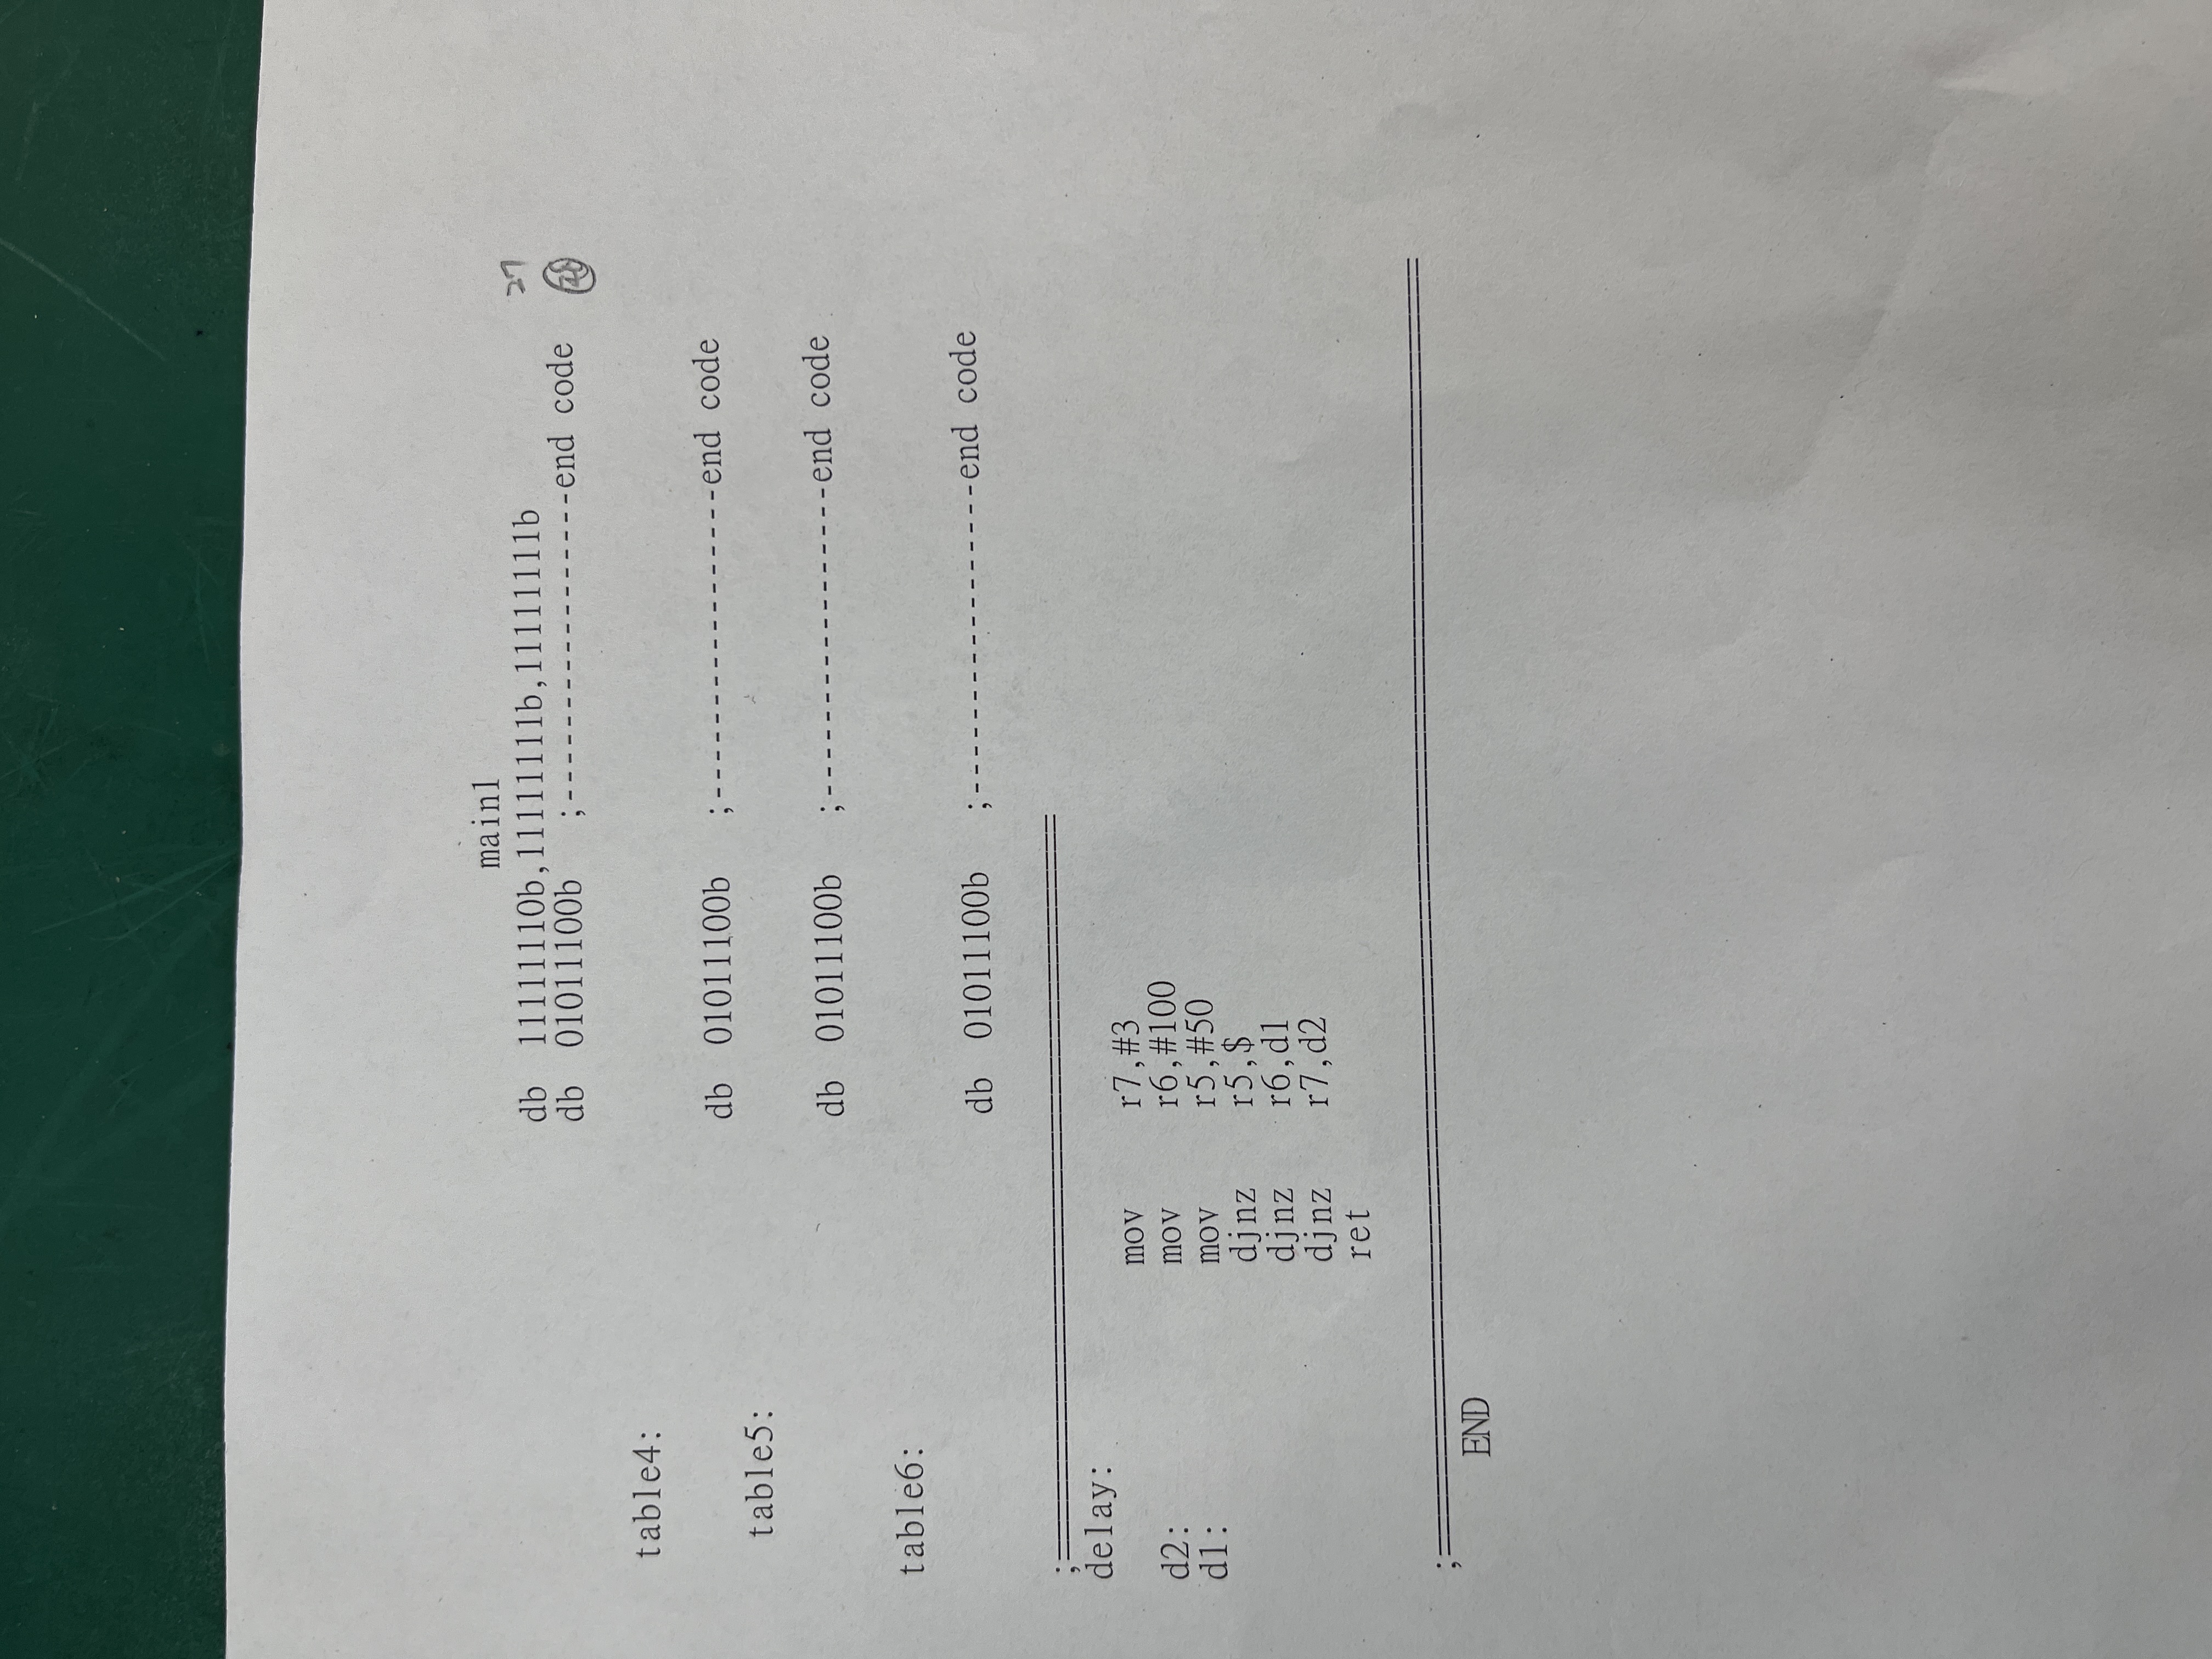 main1
db 11111110b,11111111b,11111111b 27
db 01011100b ;-----------------end code 28
table4:
db 01011100b ;-----------------end code
table5:
db 01011100b ;-----------------end code
table6:
db 01011100b ;-----------------end code
;=========================================
delay:
mov r7,#3
d2: mov r6,#100
d1: mov r5,#50
djnz r5,$
djnz r6,d1
djnz r7,d2
ret
;=======================================================================
END